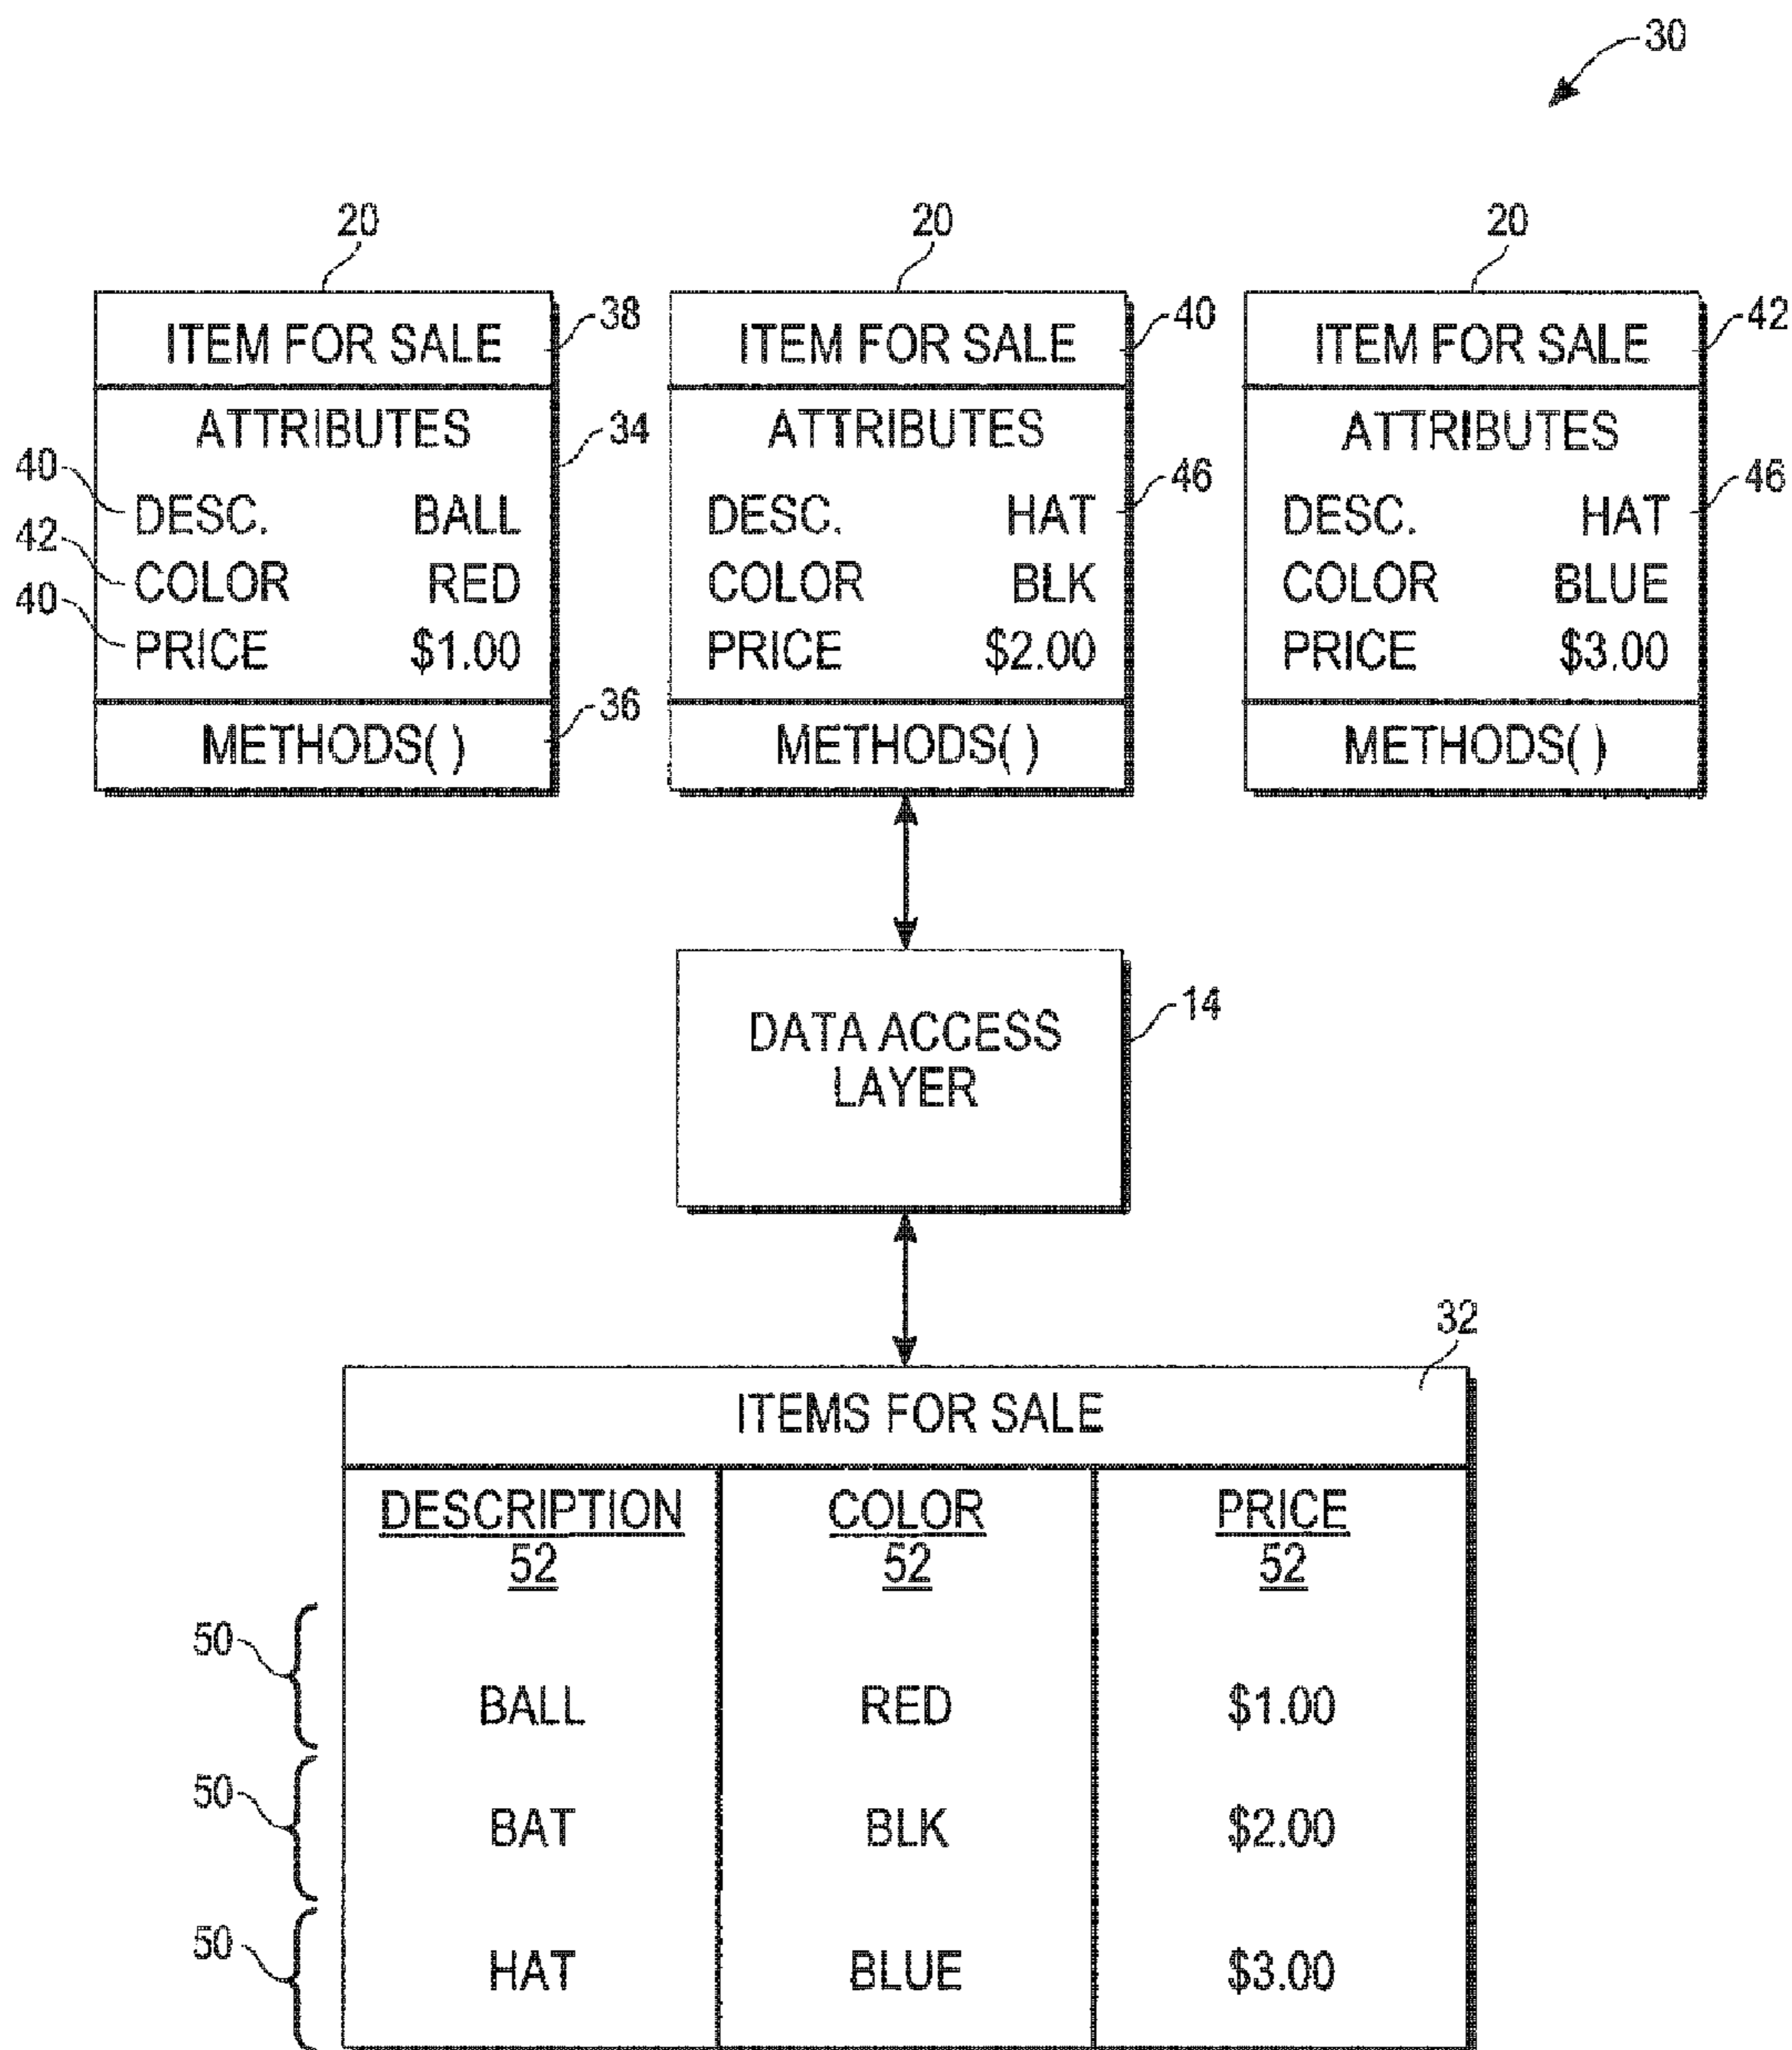 30
20 20 20
ITEM FOR SALE 38
ATTRIBUTES 34
40 DESC. BALL
42 COLOR RED
40 PRICE $1.00
METHODS( ) 36
ITEM FOR SALE 40
ATTRIBUTES
DESC. HAT 46
COLOR BLK
PRICE $2.00
METHODS( )
ITEM FOR SALE 42
ATTRIBUTES
DESC. HAT 46
COLOR BLUE
PRICE $3.00
METHODS( )
DATA ACCESS 14
LAYER
32
ITEMS FOR SALE
DESCRIPTION COLOR PRICE
52 52 52
50 BALL RED $1.00
50 BAT BLK $2.00
50 HAT BLUE $3.00